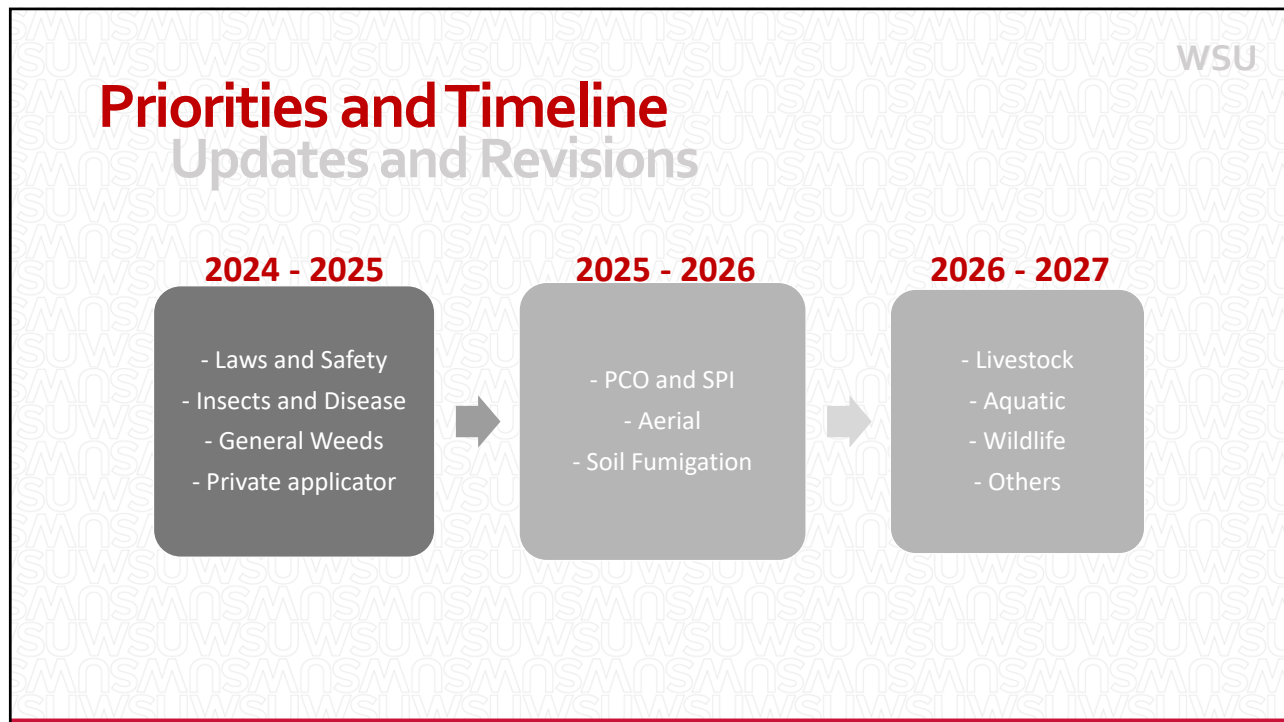 WSU
Priorities and Timeline
Updates and Revisions
2024 - 2025
- Laws and Safety
- Insects and Disease
- General Weeds
- Private applicator
2025 - 2026
- PCO and SPI
- Aerial
- Soil Fumigation
2026 - 2027
- Livestock
- Aquatic
- Wildlife
- Others